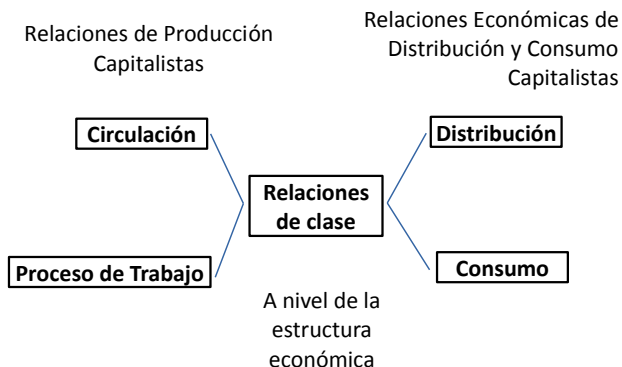 Relaciones de Producción
Capitalistas
Relaciones Económicas de
Distribución y Consumo
Capitalistas
Circulación
Distribución
Relaciones
de clase
Proceso de Trabajo
Consumo
A nivel de la
estructura
económica